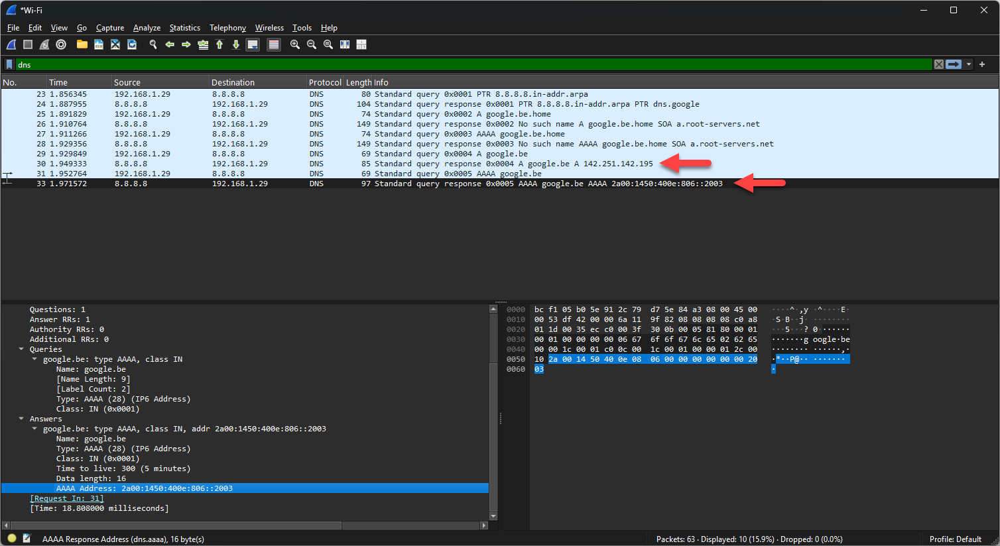 *Wi-Fi
File Edit View Go Capture Analyze Statistics Telephony Wireless Tools Help
dns
No. Time Source Destination Protocol Length Info
23 1.856345 192.168.1.29 8.8.8.8 DNS 80 Standard query 0x0001 PTR 8.8.8.8.in-addr.arpa
24 1.887955 8.8.8.8 192.168.1.29 DNS 104 Standard query response 0x0001 PTR 8.8.8.8.in-addr.arpa PTR dns.google
25 1.891829 192.168.1.29 8.8.8.8 DNS 74 Standard query 0x0002 A google.be.home
26 1.910764 8.8.8.8 192.168.1.29 DNS 149 Standard query response 0x0002 No such name A google.be.home SOA a.root-servers.net
27 1.911266 192.168.1.29 8.8.8.8 DNS 74 Standard query 0x0003 AAAA google.be.home
28 1.929356 8.8.8.8 192.168.1.29 DNS 149 Standard query response 0x0003 No such name AAAA google.be.home SOA a.root-servers.net
29 1.929849 192.168.1.29 8.8.8.8 DNS 69 Standard query 0x0004 A google.be
30 1.949333 8.8.8.8 192.168.1.29 DNS 85 Standard query response 0x0004 A google.be A 142.251.142.195
31 1.952764 192.168.1.29 8.8.8.8 DNS 69 Standard query 0x0005 AAAA google.be
33 1.971572 8.8.8.8 192.168.1.29 DNS 97 Standard query response 0x0005 AAAA google.be AAAA 2a00:1450:400e:806::2003
Questions: 1
Answer RRs: 1
Authority RRs: 0
Additional RRs: 0
Queries
google.be: type AAAA, class IN
Name: google.be
[Name Length: 9]
[Label Count: 2]
Type: AAAA (28) (IP6 Address)
Class: IN (0x0001)
Answers
google.be: type AAAA, class IN, addr 2a00:1450:400e:806::2003
Name: google.be
Type: AAAA (28) (IP6 Address)
Class: IN (0x0001)
Time to live: 300 (5 minutes)
Data length: 16
AAAA Address: 2a00:1450:400e:806::2003
[Request In: 31]
[Time: 18.808000 milliseconds]
0000 bc f1 05 b0 5e 91 2c 79 d7 5e 84 a3 08 00 45 00 ····^·,y ·^····E·
0010 00 53 df 42 00 00 6a 11 9f 82 08 08 08 08 c0 a8 ·S·B··j· ········
0020 01 1d 00 35 ec c0 00 3f 30 0b 00 05 81 80 00 01 ···5···? 0·······
0030 00 01 00 00 00 00 06 67 6f 6f 67 6c 65 02 62 65 ·······g oogle·be
0040 00 00 1c 00 01 c0 0c 00 1c 00 01 00 00 01 2c 00 ········ ······,·
0050 10 2a 00 14 50 40 0e 08 06 00 00 00 00 00 00 20 ·*··P@·· ·······
0060 03 ·
AAAA Response Address (dns.aaaa), 16 byte(s)
Packets: 63 · Displayed: 10 (15.9%) · Dropped: 0 (0.0%)
Profile: Default